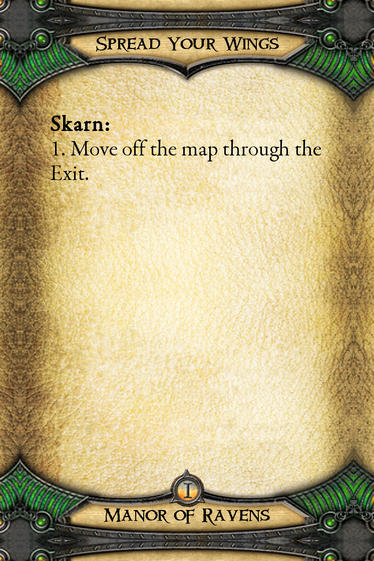 Spread Your Wings
Skarn:
1. Move off the map through the
Exit.
I
Manor of Ravens